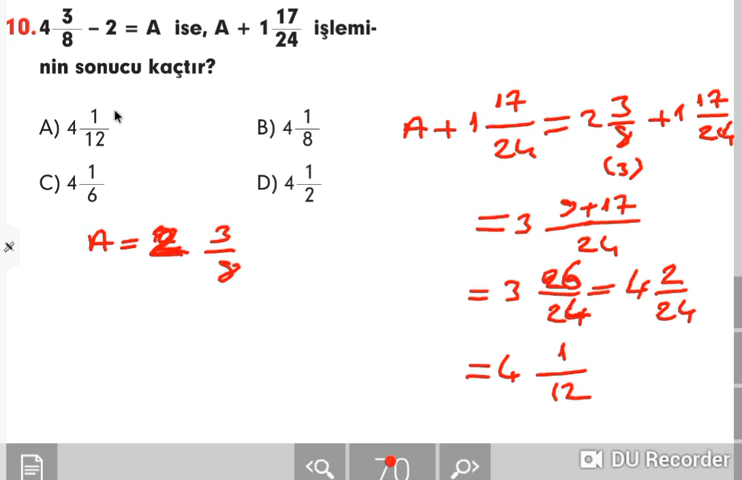 10. 4 3/8 - 2 = A ise, A + 1 17/24 işlemi-
nin sonucu kaçtır?
A) 4 1/12
B) 4 1/8
C) 4 1/6
D) 4 1/2
A = 2 3/8
A + 1 17/24 = 2 3/8 + 1 17/24
(3)
= 3 9+17/24
= 3 26/24 = 4 2/24
= 4 1/12
70
DU Recorder